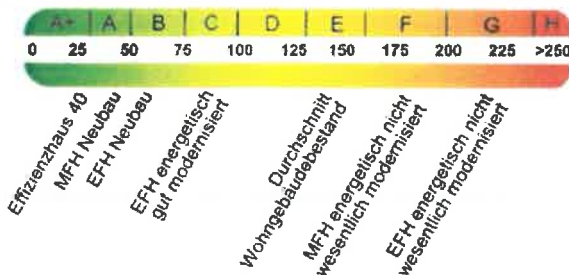 A+ A B C D E F G H
0 25 50 75 100 125 150 175 200 225 >250
Effizienzhaus 40
MFH Neubau
EFH Neubau
EFH energetisch
gut modernisiert
Durchschnitt
Wohngebäudebestand
MFH energetisch nicht
wesentlich modernisiert
EFH energetisch nicht
wesentlich modernisiert